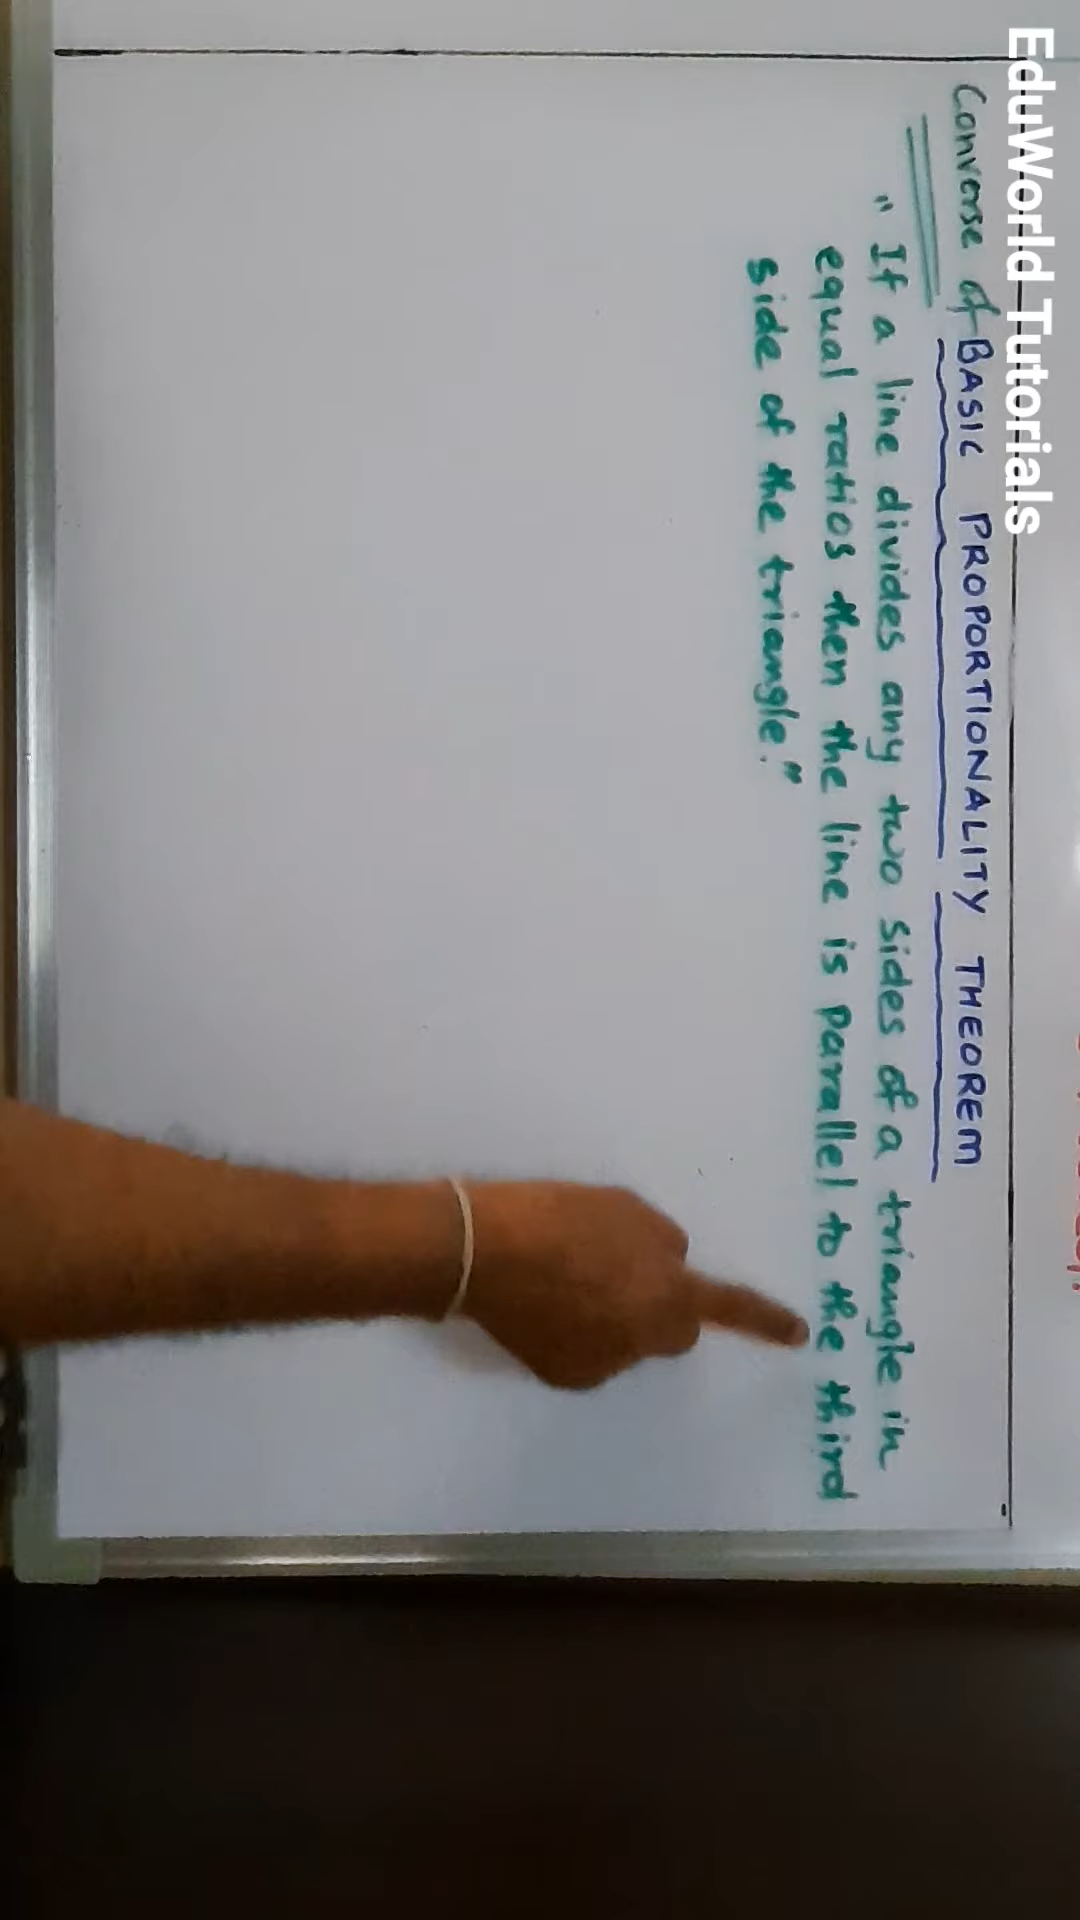 EduWorld Tutorials
Converse of BASIC PROPORTIONALITY THEOREM
" If a line divides any two sides of a triangle in
equal ratios then the line is parallel to the third
side of the triangle."